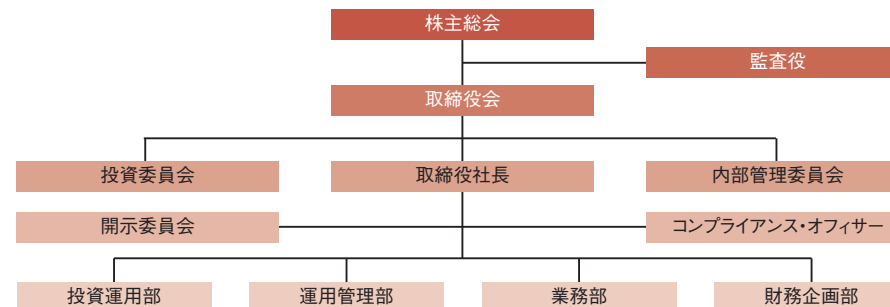 株主総会
監査役
取締役会
投資委員会
取締役社長
内部管理委員会
開示委員会
コンプライアンス・オフィサー
投資運用部
運用管理部
業務部
財務企画部